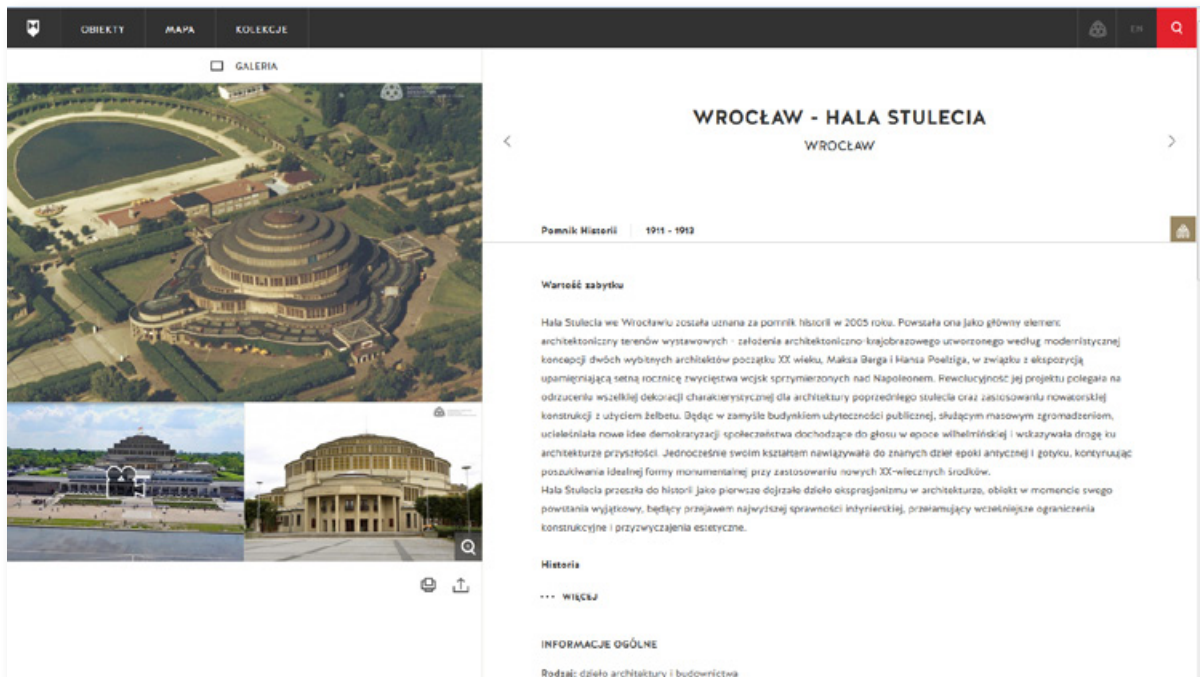 OBIEKTY MAPA KOLEKCJE EN
GALERIA
WROCŁAW - HALA STULECIA
WROCŁAW
Pomnik Historii 1911 - 1913
Wartość zabytku
Hala Stulecia we Wrocławiu została uznana za pomnik historii w 2005 roku. Powstała ona jako główny element
architektoniczny terenów wystawowych - założenia architektoniczno-krajobrazowego utworzonego według modernistycznej
koncepcji dwóch wybitnych architektów początku XX wieku, Maksa Berga i Hansa Poelziga, w związku z ekspozycją
upamiętniającą setną rocznicę zwycięstwa wojsk sprzymierzonych nad Napoleonem. Rewolucyjność jej projektu polegała na
odrzuceniu wszelkiej dekoracji charakterystycznej dla architektury poprzedniego stulecia oraz zastosowaniu nowatorskiej
konstrukcji z użyciem żelbetu. Będąc w zamyśle budynkiem użyteczności publicznej, służącym masowym zgromadzeniom,
ucieleśniała nowe idee demokratyzacji społeczeństwa dochodzące do głosu w epoce wilhelmińskiej i wskazywała drogę ku
architekturze przyszłości. Jednocześnie swoim kształtem nawiązywała do znanych dzieł epoki antycznej i gotyku, kontynuując
poszukiwania idealnej formy monumentalnej przy zastosowaniu nowych XX-wiecznych środków.
Hala Stulecia przeszła do historii jako pierwsze dojrzałe dzieło ekspresjonizmu w architekturze, obiekt w momencie swego
powstania wyjątkowy, będący przejawem najwyższej sprawności inżynierskiej, przełamujący wcześniejsze ograniczenia
konstrukcyjne i przyzwyczajenia estetyczne.
Historia
··· WIĘCEJ
INFORMACJE OGÓLNE
Rodzaj: dzieło architektury i budownictwa